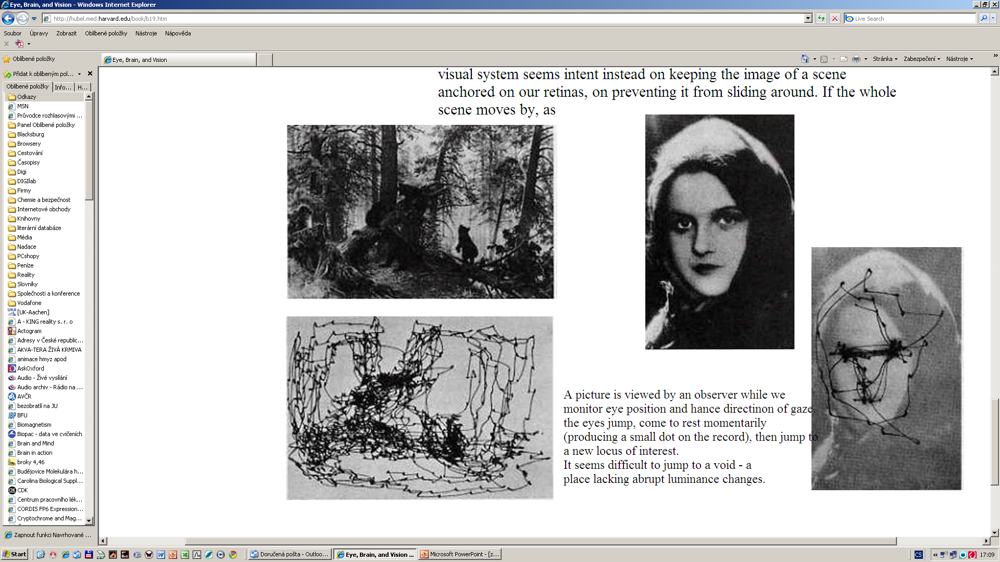 Eye, Brain, and Vision - Windows Internet Explorer
http://hubel.med.harvard.edu/book/b19.htm
Live Search
Soubor Úpravy Zobrazit Oblíbené položky Nástroje Nápověda
Oblíbené položky
Eye, Brain, and Vision
Stránka Zabezpečení Nástroje
Přidat k oblíbeným pol...
Oblíbené položky Info... H...
Odkazy
MSN
Průvodce rozhlasovými ...
Panel Oblíbené položky
Blacksburg
Browsery
Cestování
Časopisy
Digi
DIGIlab
Firmy
Chemie a bezpečnost
Internetové obchody
Knihovny
literární databáze
Média
Nadace
PCshopy
Peníze
Reality
Slovníky
Společnosti a konference
Vodafone
[UK-Aachen]
A - KING reality s. r. o
Actogram
Adresy v České republic...
AKVA-TERA ŽIVÁ KRMIVA
animace hmyz apod
AskOxford
Audio - Živé vysílání
Audio archiv - Rádio na ...
AVČR
bezobratlí na JU
BFU
Biomagnetism
Biopac - data ve cvičeních
Brain and Mind
Brain in action
broky 4,46
Budějovice Molekulára h...
Carolina Biological Suppl...
CDK
Centrum pracovního lék...
CORDIS FP6 Expression...
Cryptochrome and Mag...
Zapnout funkci Navrhované ...
visual system seems intent instead on keeping the image of a scene
anchored on our retinas, on preventing it from sliding around. If the whole
scene moves by, as
A picture is viewed by an observer while we
monitor eye position and hance directinon of gaze.
the eyes jump, come to rest momentarily
(producing a small dot on the record), then jump to
a new locus of interest.
It seems difficult to jump to a void - a
place lacking abrupt luminance changes.
Start
Doručená pošta - Outloo...
Eye, Brain, and Vision ...
Microsoft PowerPoint - [z...
CS
17:09